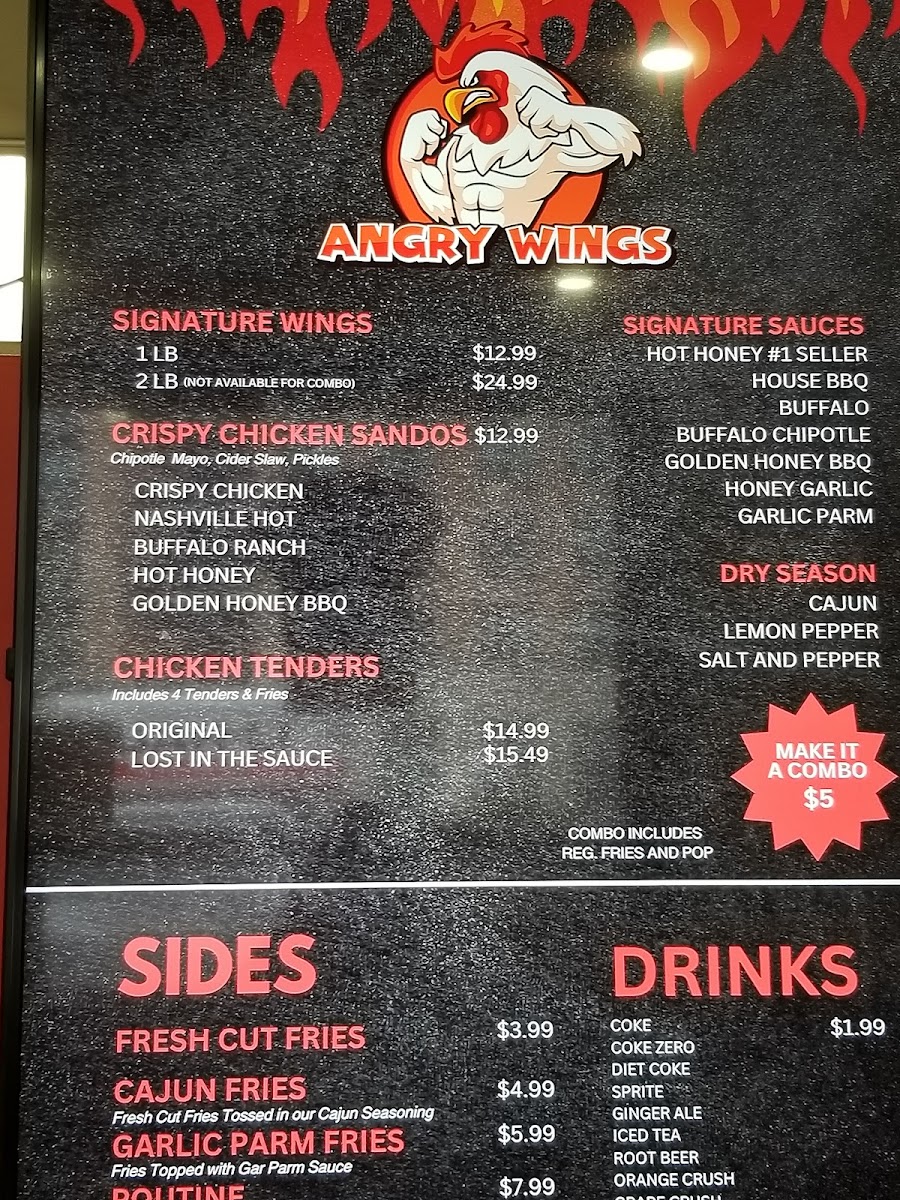 ANGRY WINGS
SIGNATURE WINGS
1 LB $12.99
2 LB (NOT AVAILABLE FOR COMBO) $24.99
CRISPY CHICKEN SANDOS $12.99
Chipotle Mayo, Cider Slaw, Pickles
CRISPY CHICKEN
NASHVILLE HOT
BUFFALO RANCH
HOT HONEY
GOLDEN HONEY BBQ
CHICKEN TENDERS
Includes 4 Tenders & Fries
ORIGINAL $14.99
LOST IN THE SAUCE $15.49
SIGNATURE SAUCES
HOT HONEY #1 SELLER
HOUSE BBQ
BUFFALO
BUFFALO CHIPOTLE
GOLDEN HONEY BBQ
HONEY GARLIC
GARLIC PARM
DRY SEASON
CAJUN
LEMON PEPPER
SALT AND PEPPER
MAKE IT
A COMBO
$5
COMBO INCLUDES
REG. FRIES AND POP
SIDES
FRESH CUT FRIES $3.99
CAJUN FRIES $4.99
Fresh Cut Fries Tossed in our Cajun Seasoning
GARLIC PARM FRIES $5.99
Fries Topped with Gar Parm Sauce
POUTINE $7.99
DRINKS
COKE $1.99
COKE ZERO
DIET COKE
SPRITE
GINGER ALE
ICED TEA
ROOT BEER
ORANGE CRUSH
GRAPE CRUSH